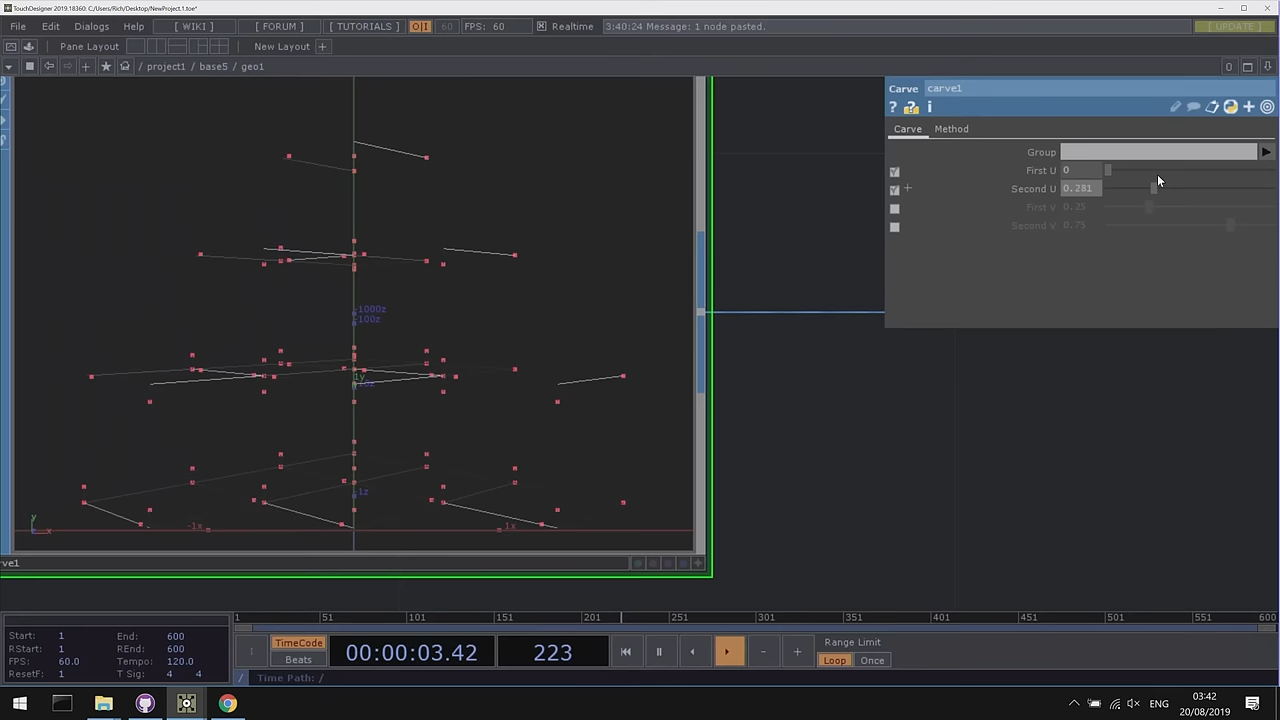 TouchDesigner 2019.18360: C:/Users/Rich/Desktop/NewProject.1.toe*
File Edit Dialogs Help [ WIKI ] [ FORUM ] [ TUTORIALS ] O|I 60 FPS: 60 Realtime 3:40:24 Message: 1 node pasted. [ UPDATE ]
Pane Layout New Layout +
/ project1 / base5 / geo1 0
Carve carve1
? ? i
Carve Method
Group
First U 0
Second U 0.281
First V 0.25
Second V 0.75
-1000z
-100z
1y
-1z
y
x
-1x 1x
rve1
1 51 101 151 201 251 301 351 401 451 501 551 600
Start: 1 End: 600
RStart: 1 REnd: 600
FPS: 60.0 Tempo: 120.0
ResetF: 1 T Sig: 4 4
TimeCode
Beats
00:00:03.42 223
Range Limit
Loop Once
/ Time Path: /
ENG
03:42
20/08/2019